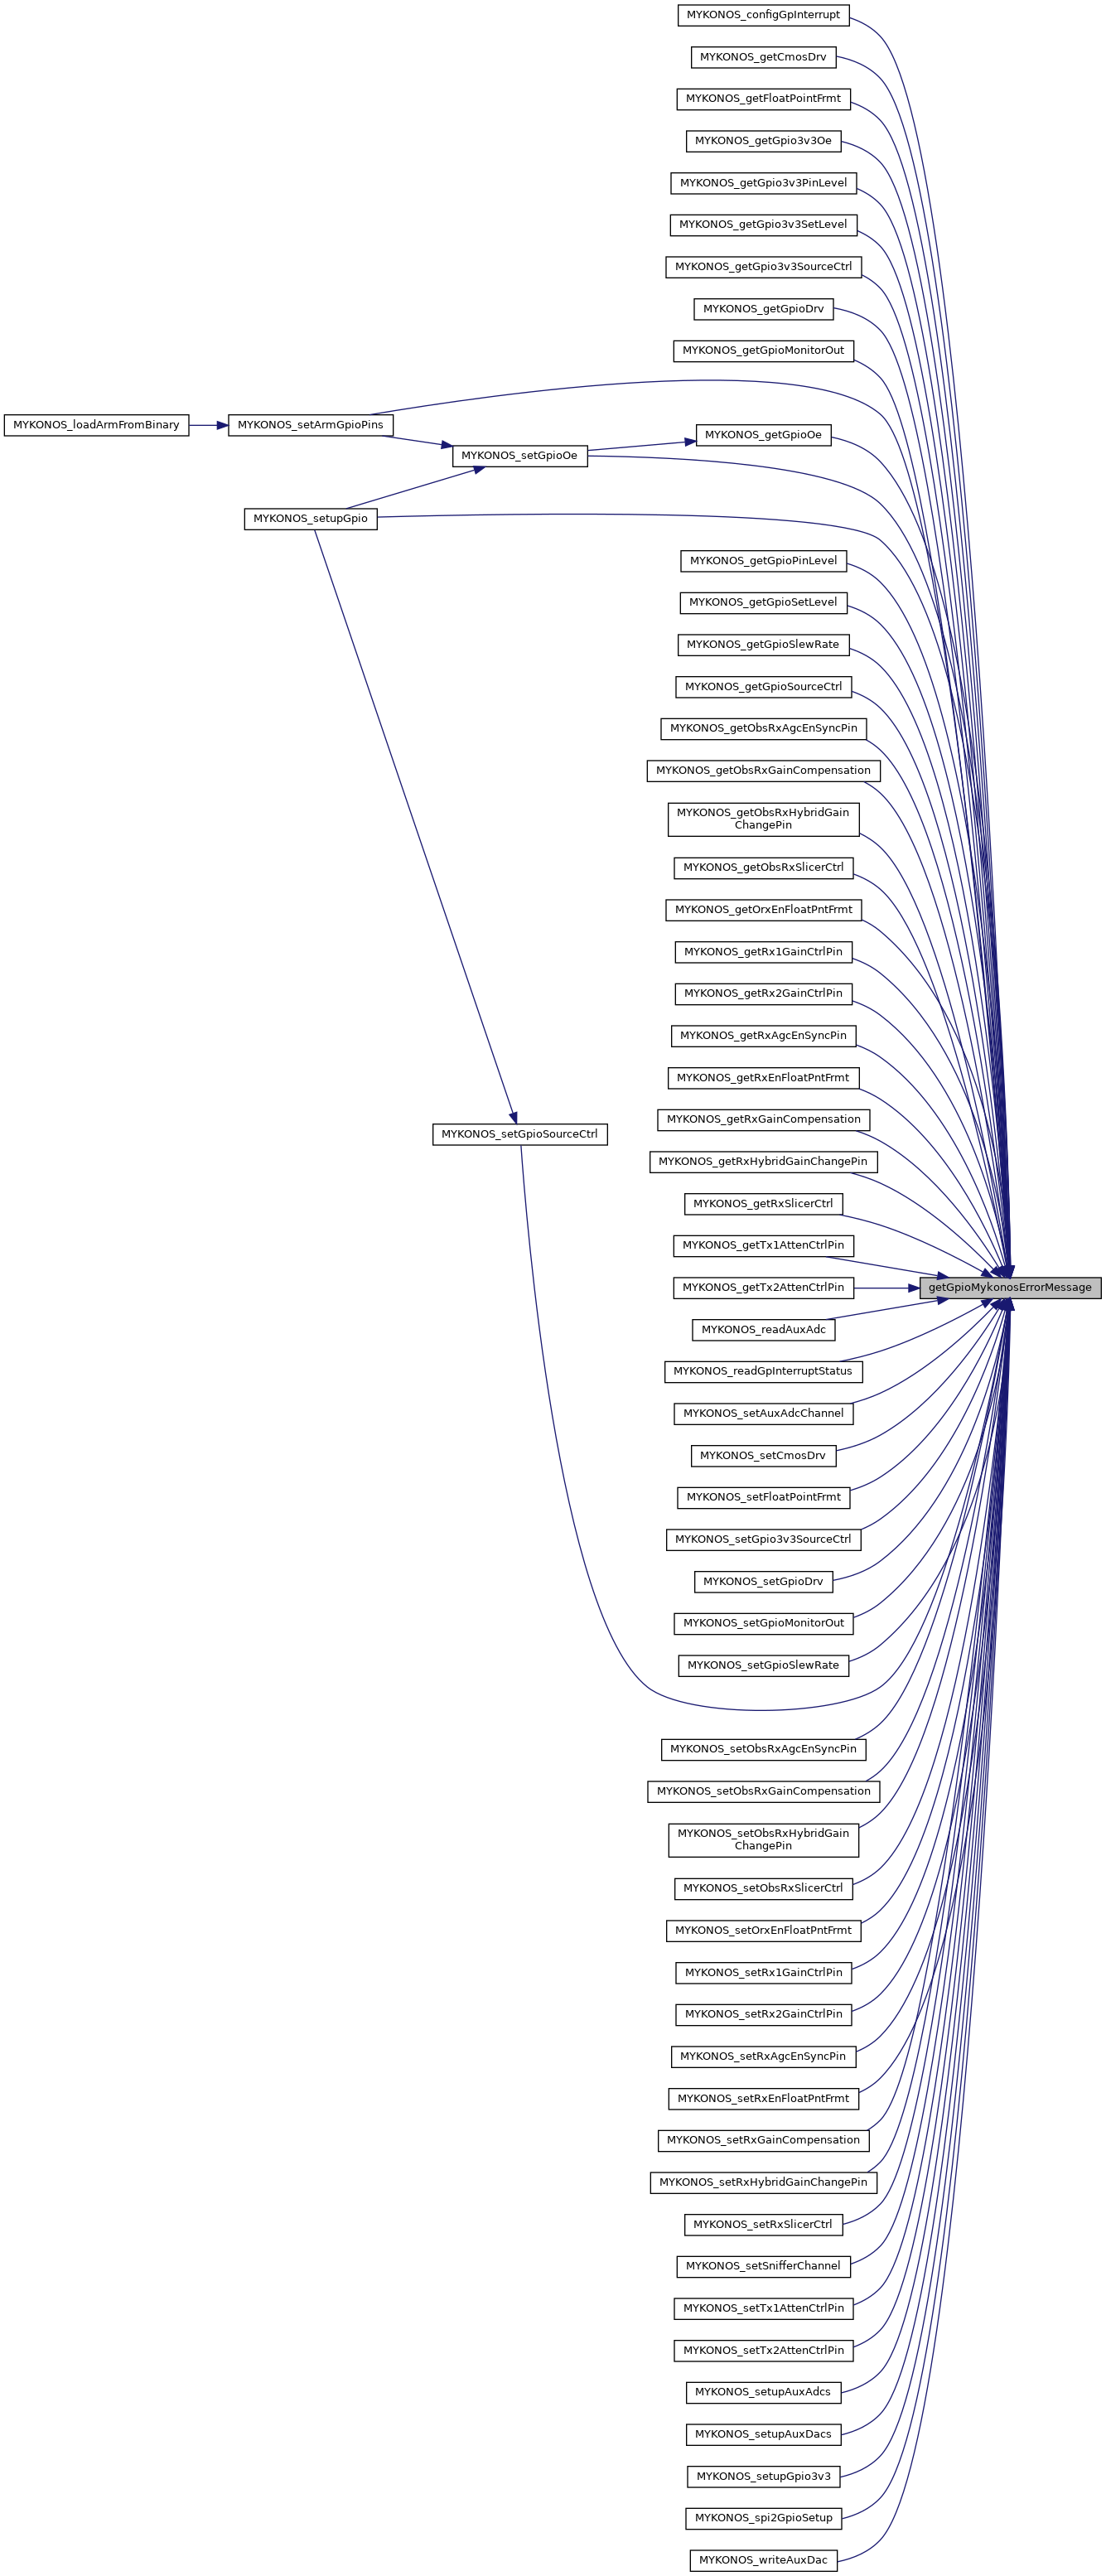 MYKONOS_configGpInterrupt
MYKONOS_getCmosDrv
MYKONOS_getFloatPointFrmt
MYKONOS_getGpio3v3Oe
MYKONOS_getGpio3v3PinLevel
MYKONOS_getGpio3v3SetLevel
MYKONOS_getGpio3v3SourceCtrl
MYKONOS_getGpioDrv
MYKONOS_getGpioMonitorOut
MYKONOS_loadArmFromBinary
MYKONOS_setArmGpioPins
MYKONOS_getGpioOe
MYKONOS_setGpioOe
MYKONOS_setupGpio
MYKONOS_getGpioPinLevel
MYKONOS_getGpioSetLevel
MYKONOS_getGpioSlewRate
MYKONOS_getGpioSourceCtrl
MYKONOS_getObsRxAgcEnSyncPin
MYKONOS_getObsRxGainCompensation
MYKONOS_getObsRxHybridGain
ChangePin
MYKONOS_getObsRxSlicerCtrl
MYKONOS_getOrxEnFloatPntFrmt
MYKONOS_getRx1GainCtrlPin
MYKONOS_getRx2GainCtrlPin
MYKONOS_getRxAgcEnSyncPin
MYKONOS_getRxEnFloatPntFrmt
MYKONOS_getRxGainCompensation
MYKONOS_setGpioSourceCtrl
MYKONOS_getRxHybridGainChangePin
MYKONOS_getRxSlicerCtrl
MYKONOS_getTx1AttenCtrlPin
MYKONOS_getTx2AttenCtrlPin
getGpioMykonosErrorMessage
MYKONOS_readAuxAdc
MYKONOS_readGpInterruptStatus
MYKONOS_setAuxAdcChannel
MYKONOS_setCmosDrv
MYKONOS_setFloatPointFrmt
MYKONOS_setGpio3v3SourceCtrl
MYKONOS_setGpioDrv
MYKONOS_setGpioMonitorOut
MYKONOS_setGpioSlewRate
MYKONOS_setObsRxAgcEnSyncPin
MYKONOS_setObsRxGainCompensation
MYKONOS_setObsRxHybridGain
ChangePin
MYKONOS_setObsRxSlicerCtrl
MYKONOS_setOrxEnFloatPntFrmt
MYKONOS_setRx1GainCtrlPin
MYKONOS_setRx2GainCtrlPin
MYKONOS_setRxAgcEnSyncPin
MYKONOS_setRxEnFloatPntFrmt
MYKONOS_setRxGainCompensation
MYKONOS_setRxHybridGainChangePin
MYKONOS_setRxSlicerCtrl
MYKONOS_setSnifferChannel
MYKONOS_setTx1AttenCtrlPin
MYKONOS_setTx2AttenCtrlPin
MYKONOS_setupAuxAdcs
MYKONOS_setupAuxDacs
MYKONOS_setupGpio3v3
MYKONOS_spi2GpioSetup
MYKONOS_writeAuxDac